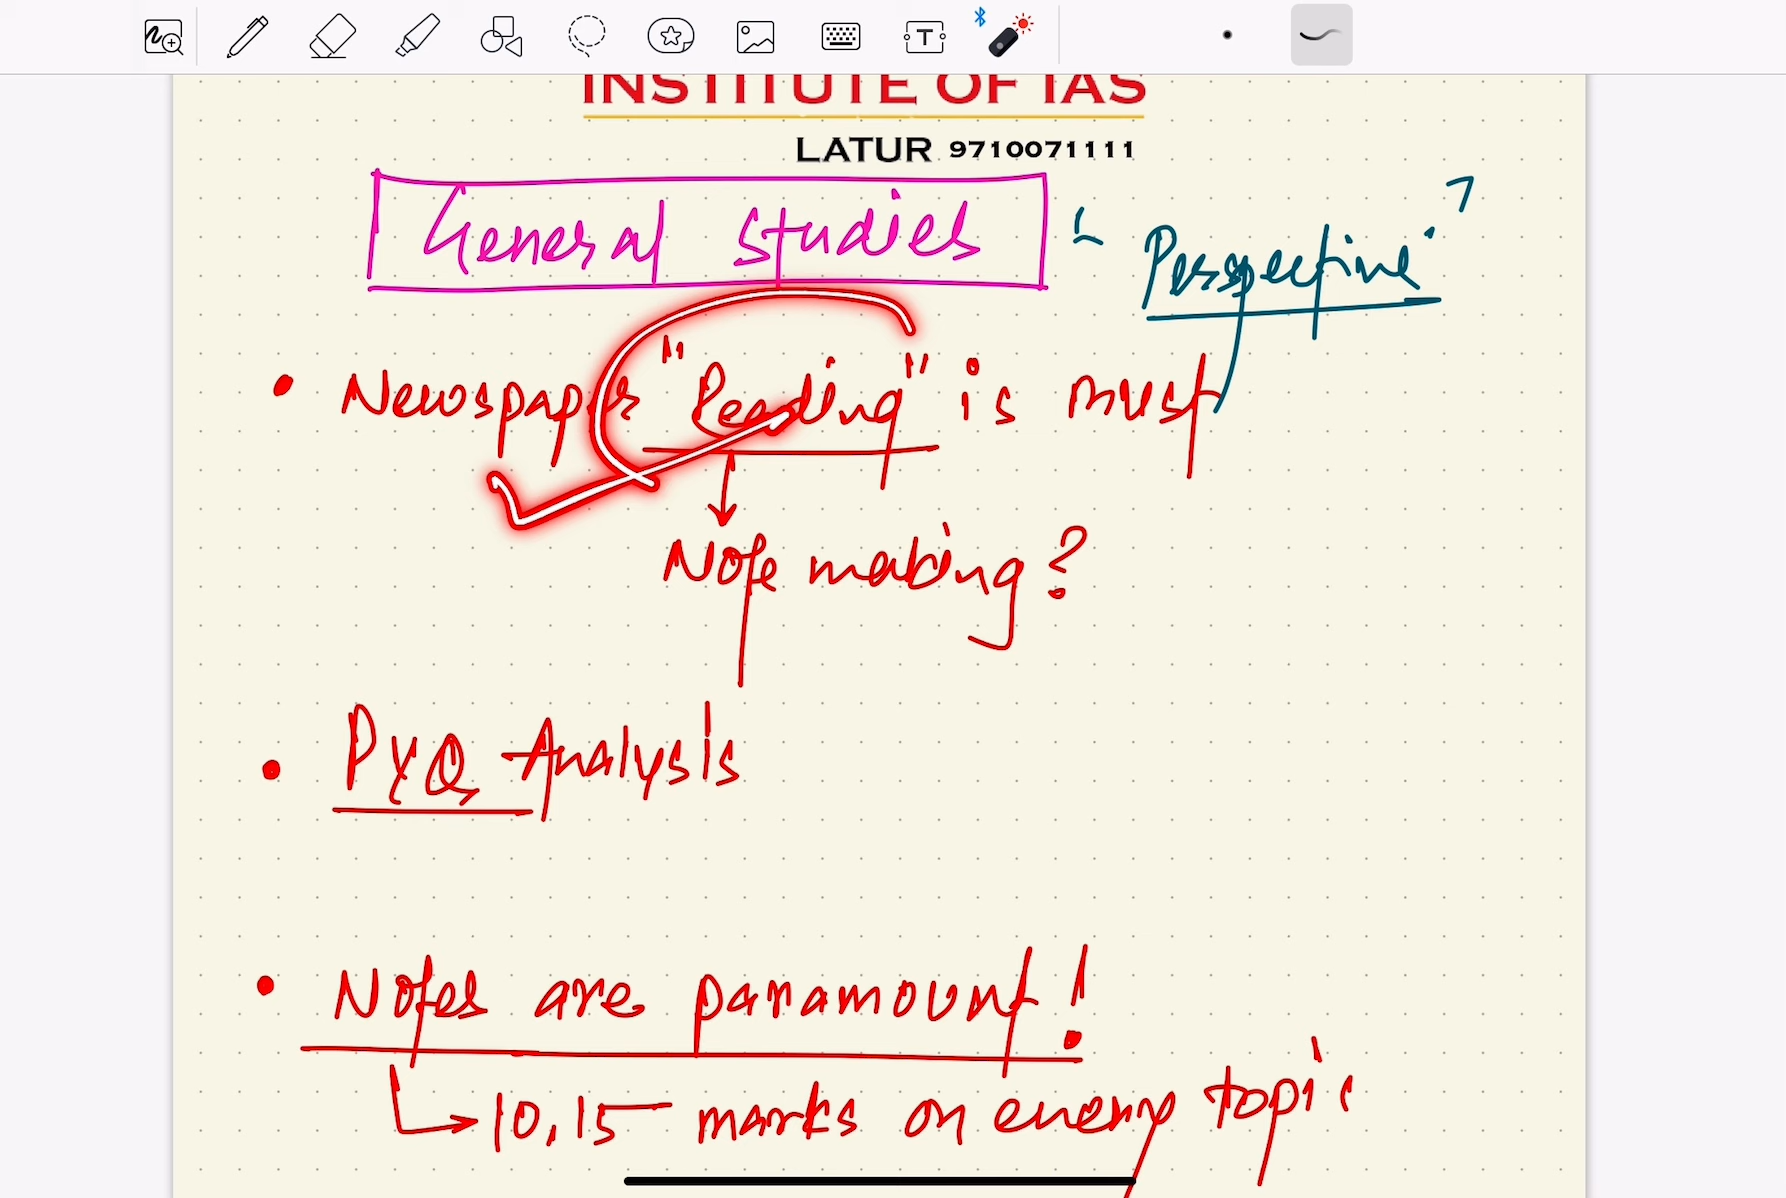 INSTITUTE OF IAS
LATUR 9710071111
General studies
Perspective
• Newspaper "Reading" is must
Note making?
• PYQ Analysis
• Notes are paramount!
10,15 marks on every topic